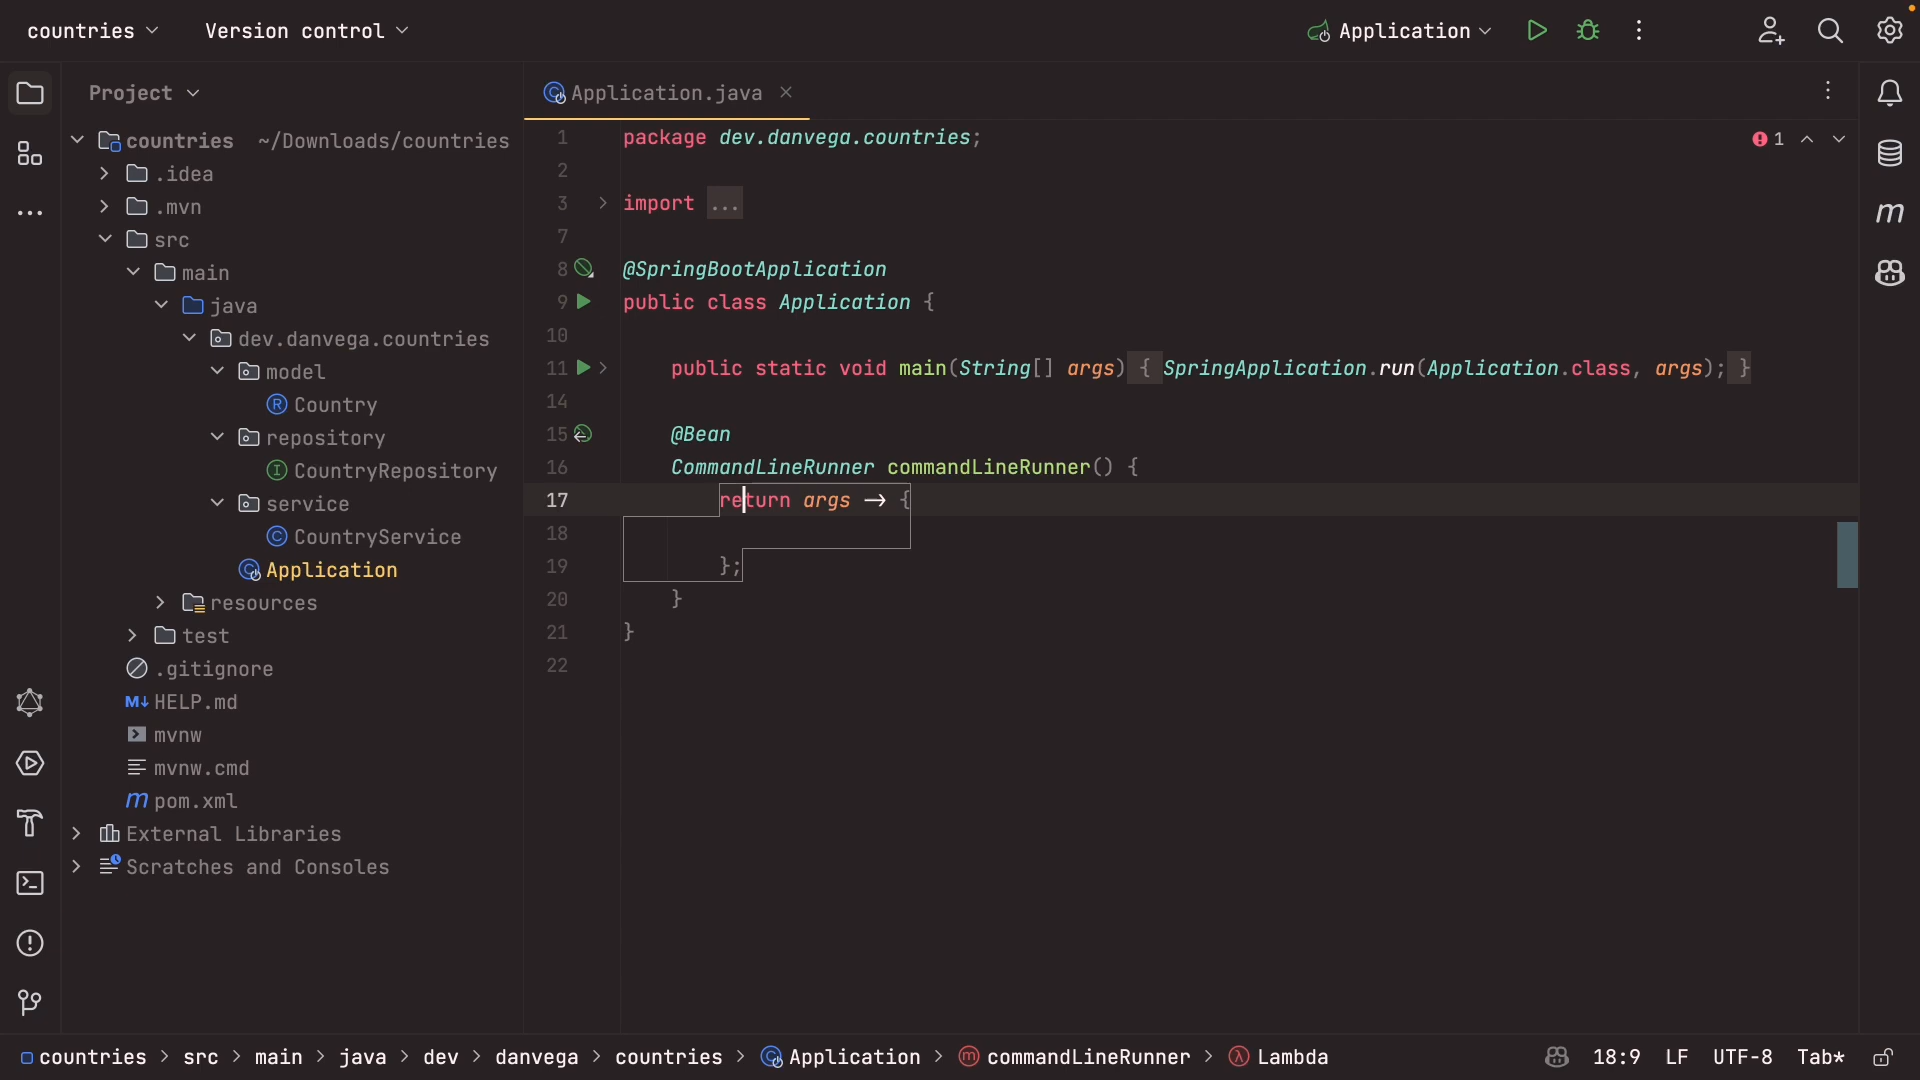 countries
Version control
Application
Project
Application.java
countries ~/Downloads/countries
.idea
.mvn
src
main
java
dev.danvega.countries
model
Country
repository
CountryRepository
service
CountryService
Application
resources
test
.gitignore
HELP.md
mvnw
mvnw.cmd
pom.xml
External Libraries
Scratches and Consoles
1 package dev.danvega.countries;
2
3 import ...
7
8 @SpringBootApplication
9 public class Application {
10
11 public static void main(String[] args) { SpringApplication.run(Application.class, args); }
14
15 @Bean
16 CommandLineRunner commandLineRunner() {
17 return args → {
18
19 };
20 }
21 }
22
1
countries > src > main > java > dev > danvega > countries > Application > commandLineRunner > Lambda
18:9 LF UTF-8 Tab*